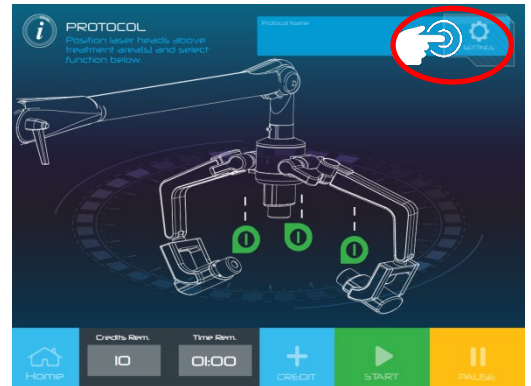 i
PROTOCOL
Position laser heads above
treatment area(s) and select
function below.
Protocol Name
SETTINGS
Home
Credits Rem.
10
Time Rem.
01:00
CREDIT
START
PAUSE